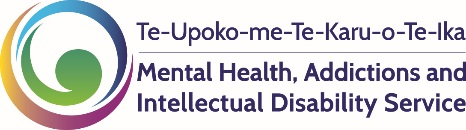 Te-Upoko-me-Te-Karu-o-Te-Ika
Mental Health, Addictions and
Intellectual Disability Service